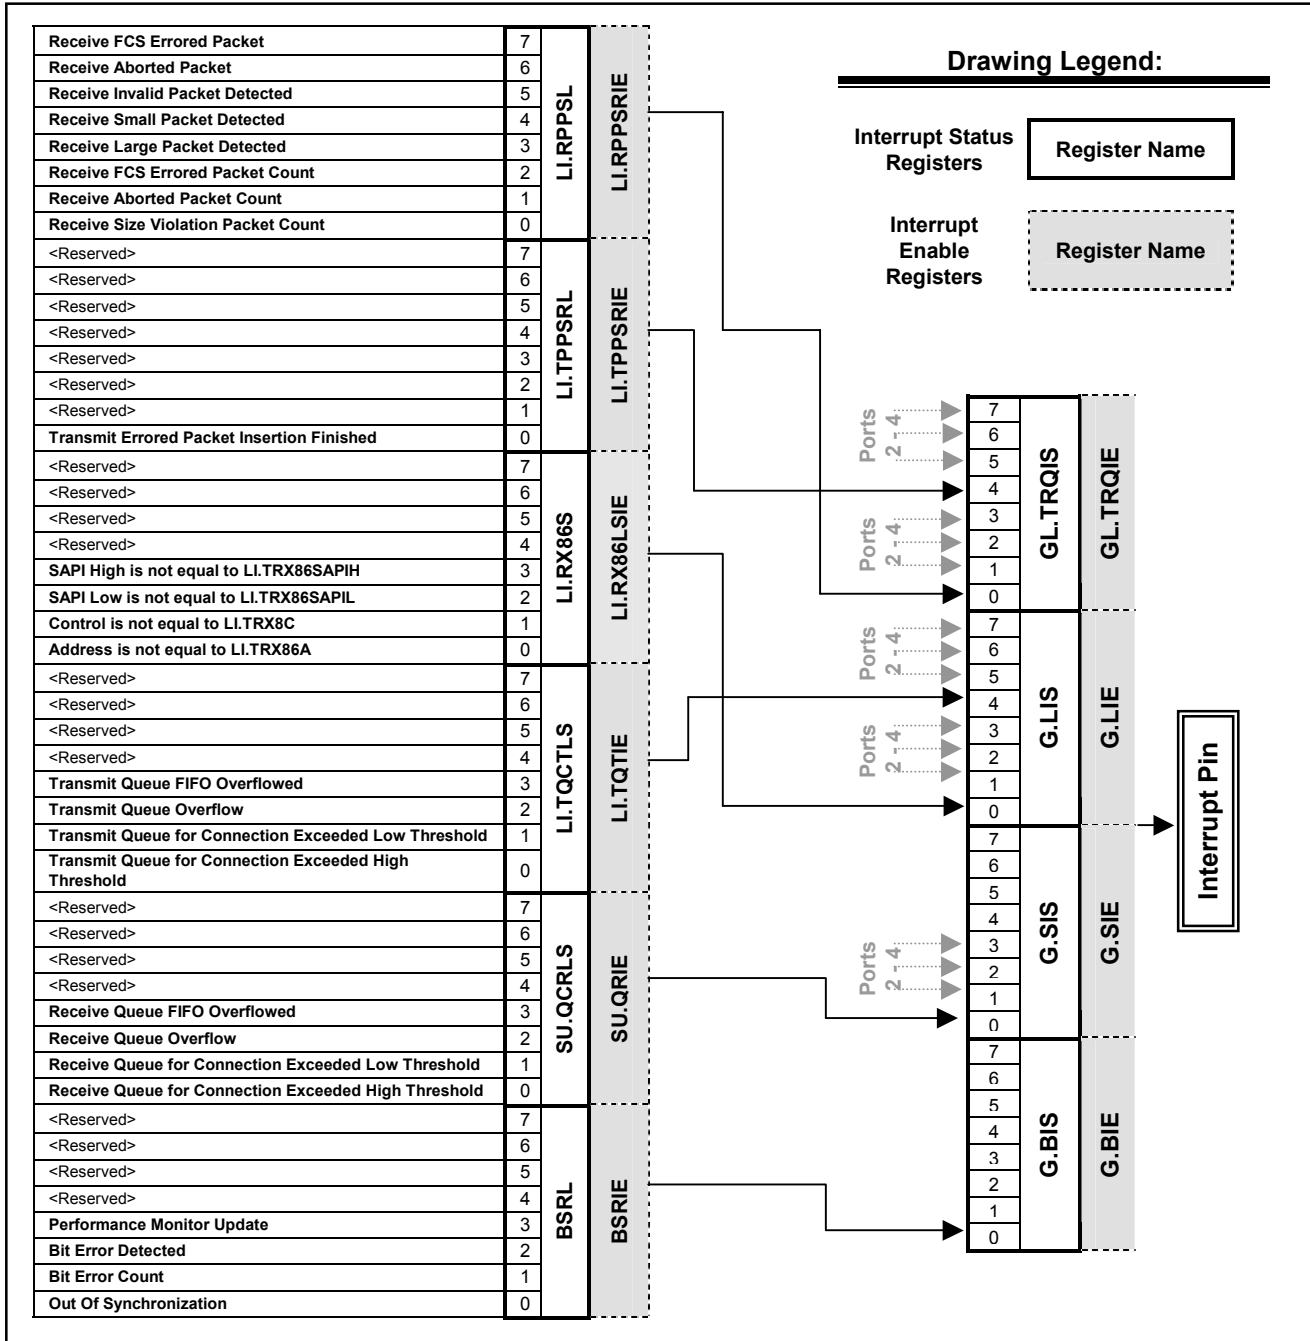 Receive FCS Errored Packet 7
Receive Aborted Packet 6
Receive Invalid Packet Detected 5
Receive Small Packet Detected 4
Receive Large Packet Detected 3
Receive FCS Errored Packet Count 2
Receive Aborted Packet Count 1
Receive Size Violation Packet Count 0
LI.RPPSL
LI.RPPSRIE
<Reserved> 7
<Reserved> 6
<Reserved> 5
<Reserved> 4
<Reserved> 3
<Reserved> 2
<Reserved> 1
Transmit Errored Packet Insertion Finished 0
LI.TPPSRL
LI.TPPSRIE
<Reserved> 7
<Reserved> 6
<Reserved> 5
<Reserved> 4
SAPI High is not equal to LI.TRX86SAPIH 3
SAPI Low is not equal to LI.TRX86SAPIL 2
Control is not equal to LI.TRX8C 1
Address is not equal to LI.TRX86A 0
LI.RX86S
LI.RX86LSIE
<Reserved> 7
<Reserved> 6
<Reserved> 5
<Reserved> 4
Transmit Queue FIFO Overflowed 3
Transmit Queue Overflow 2
Transmit Queue for Connection Exceeded Low Threshold 1
Transmit Queue for Connection Exceeded High
Threshold 0
LI.TQCTLS
LI.TQTIE
<Reserved> 7
<Reserved> 6
<Reserved> 5
<Reserved> 4
Receive Queue FIFO Overflowed 3
Receive Queue Overflow 2
Receive Queue for Connection Exceeded Low Threshold 1
Receive Queue for Connection Exceeded High Threshold 0
SU.QCRLS
SU.QRIE
<Reserved> 7
<Reserved> 6
<Reserved> 5
<Reserved> 4
Performance Monitor Update 3
Bit Error Detected 2
Bit Error Count 1
Out Of Synchronization 0
BSRL
BSRIE
Drawing Legend:
Interrupt Status
Registers
Register Name
Interrupt
Enable
Registers
Register Name
Ports
2 - 4
Ports
2 - 4
7
6
5
4
3
2
1
0
GL.TRQIS
GL.TRQIE
Ports
2 - 4
Ports
2 - 4
7
6
5
4
3
2
1
0
G.LIS
G.LIE
Ports
2 - 4
7
6
5
4
3
2
1
0
G.SIS
G.SIE
7
6
5
4
3
2
1
0
G.BIS
G.BIE
Interrupt Pin